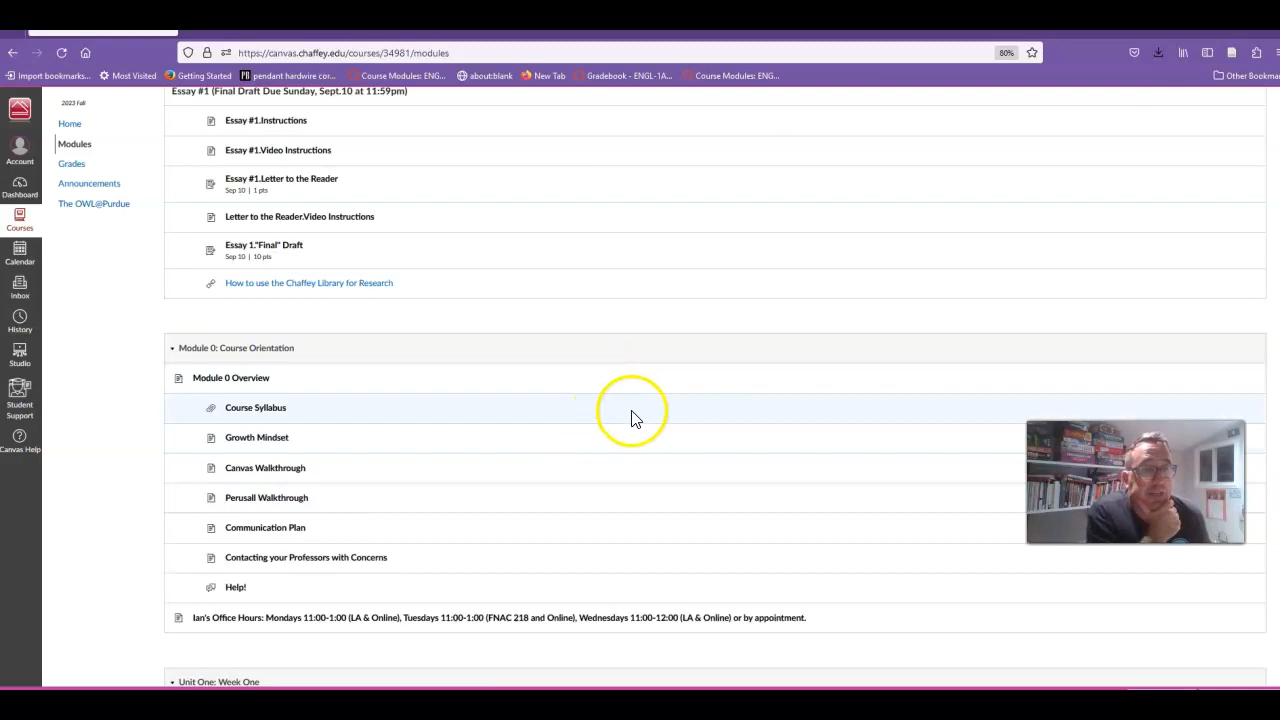 https://canvas.chaffey.edu/courses/34981/modules
80%
Import bookmarks...
Most Visited
Getting Started
pendant hardwire cor...
Course Modules: ENG...
about:blank
New Tab
Gradebook - ENGL-1A...
Course Modules: ENG...
Other Bookmar
Account
Dashboard
Courses
Calendar
Inbox
History
Studio
Student
Support
Canvas Help
2023 Fall
Home
Modules
Grades
Announcements
The OWL@Purdue
Essay #1 (Final Draft Due Sunday, Sept.10 at 11:59pm)
Essay #1.Instructions
Essay #1.Video Instructions
Essay #1.Letter to the Reader
Sep 10 | 1 pts
Letter to the Reader.Video Instructions
Essay 1."Final" Draft
Sep 10 | 10 pts
How to use the Chaffey Library for Research
Module 0: Course Orientation
Module 0 Overview
Course Syllabus
Growth Mindset
Canvas Walkthrough
Perusall Walkthrough
Communication Plan
Contacting your Professors with Concerns
Help!
Ian's Office Hours: Mondays 11:00-1:00 (LA & Online), Tuesdays 11:00-1:00 (FNAC 218 and Online), Wednesdays 11:00-12:00 (LA & Online) or by appointment.
Unit One: Week One